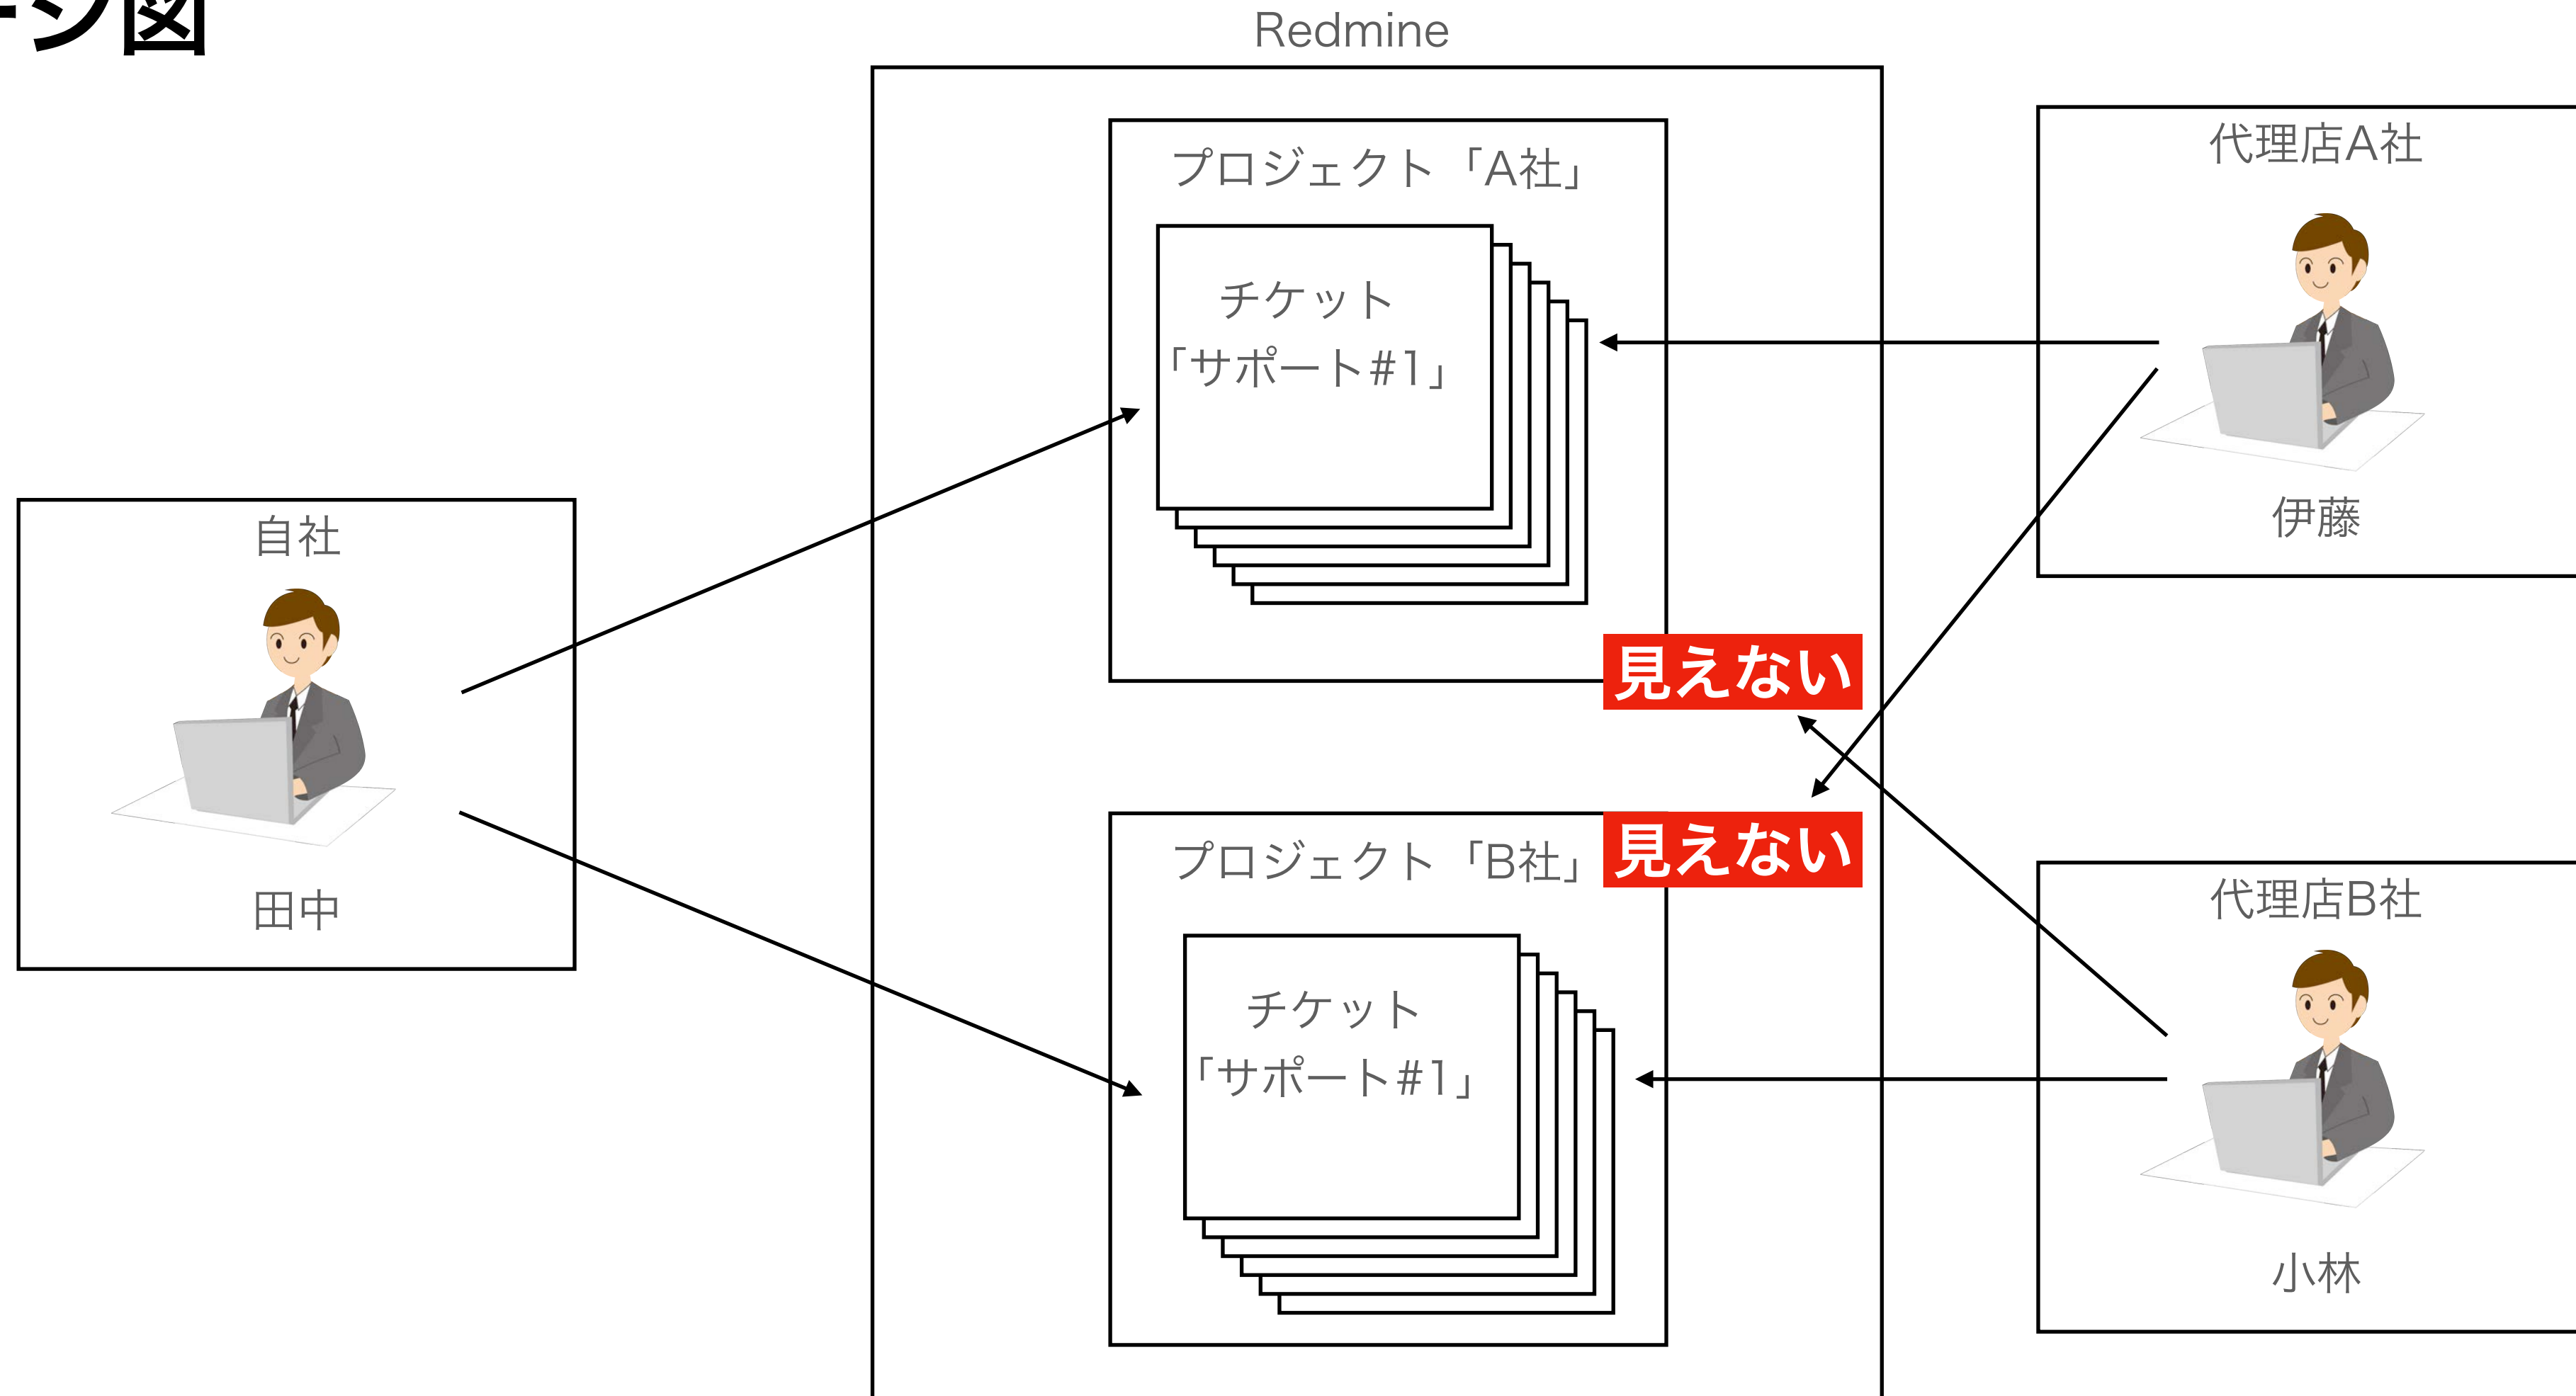 ーン図
Redmine
プロジェクト「A社」
チケット
「サポート#1」
見えない
自社
田中
プロジェクト「B社」
見えない
チケット
「サポート#1」
代理店A社
伊藤
代理店B社
小林